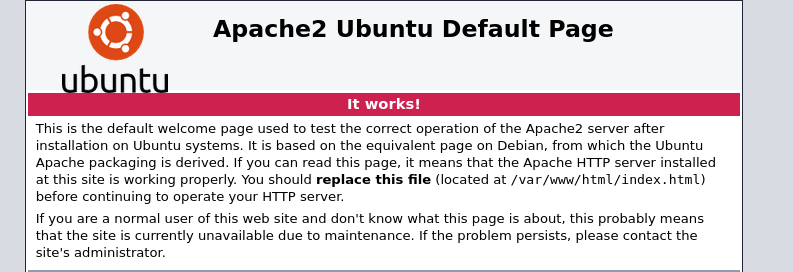 Apache2 Ubuntu Default Page
ubuntu
It works!
This is the default welcome page used to test the correct operation of the Apache2 server after
installation on Ubuntu systems. It is based on the equivalent page on Debian, from which the Ubuntu
Apache packaging is derived. If you can read this page, it means that the Apache HTTP server installed
at this site is working properly. You should replace this file (located at /var/www/html/index.html)
before continuing to operate your HTTP server.
If you are a normal user of this web site and don't know what this page is about, this probably means
that the site is currently unavailable due to maintenance. If the problem persists, please contact the
site's administrator.